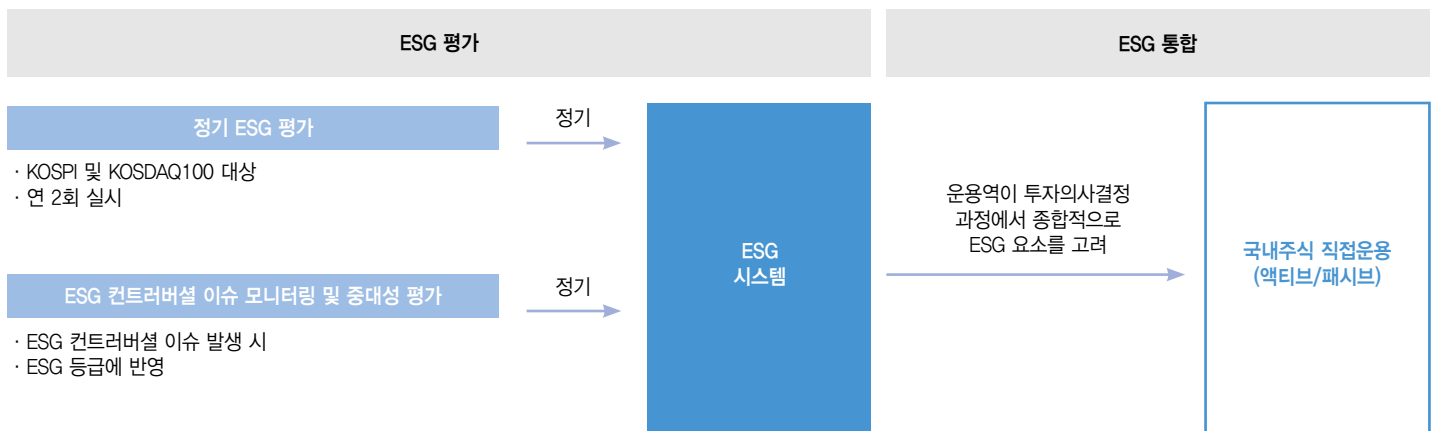 ESG 평가
ESG 통합
정기 ESG 평가
정기
· KOSPI 및 KOSDAQ100 대상
· 연 2회 실시
ESG 컨트러버셜 이슈 모니터링 및 중대성 평가
정기
· ESG 컨트러버셜 이슈 발생 시
· ESG 등급에 반영
ESG
시스템
운용역이 투자의사결정
과정에서 종합적으로
ESG 요소를 고려
국내주식 직접운용
(액티브/패시브)